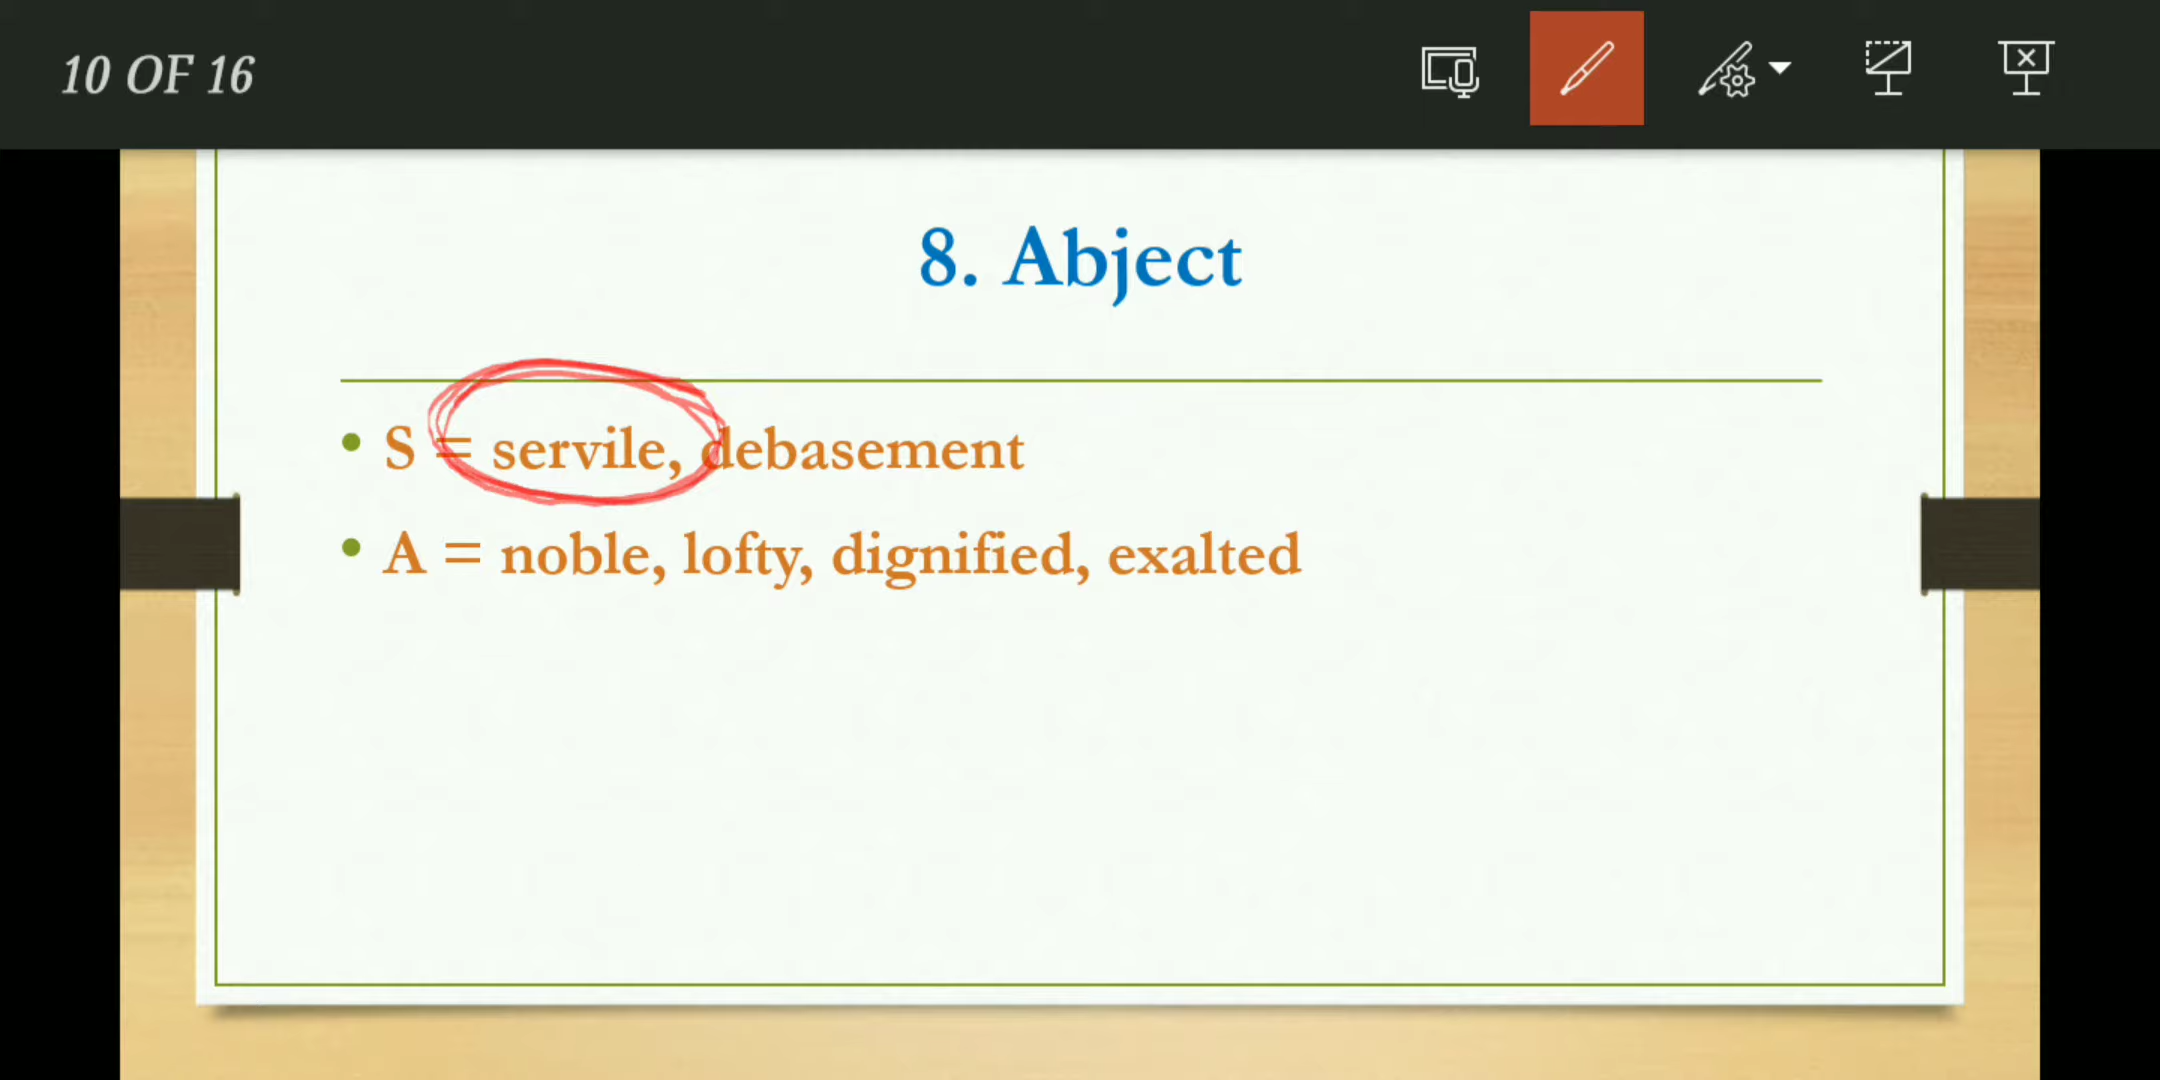 10 OF 16
8. Abject
• S = servile, debasement
• A = noble, lofty, dignified, exalted